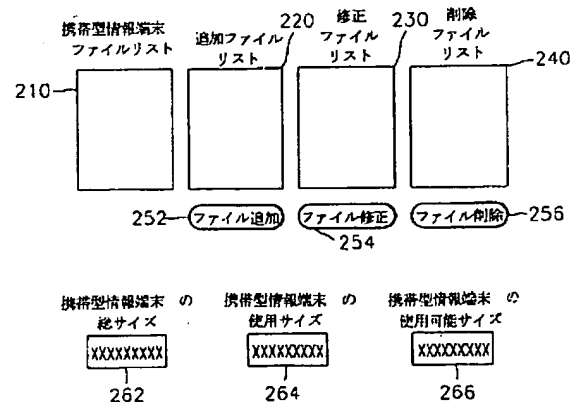 携帯型情報端末
ファイルリスト
追加ファイル
リスト
修正
ファイル
リスト
削除
ファイル
リスト
210
220
230
240
252
ファイル追加
ファイル修正
254
ファイル削除
256
携帯型情報端末 の
総サイズ
携帯型情報端末 の
使用サイズ
携帯型情報端末 の
使用可能サイズ
XXXXXXXXX
XXXXXXXXX
XXXXXXXXX
262
264
266